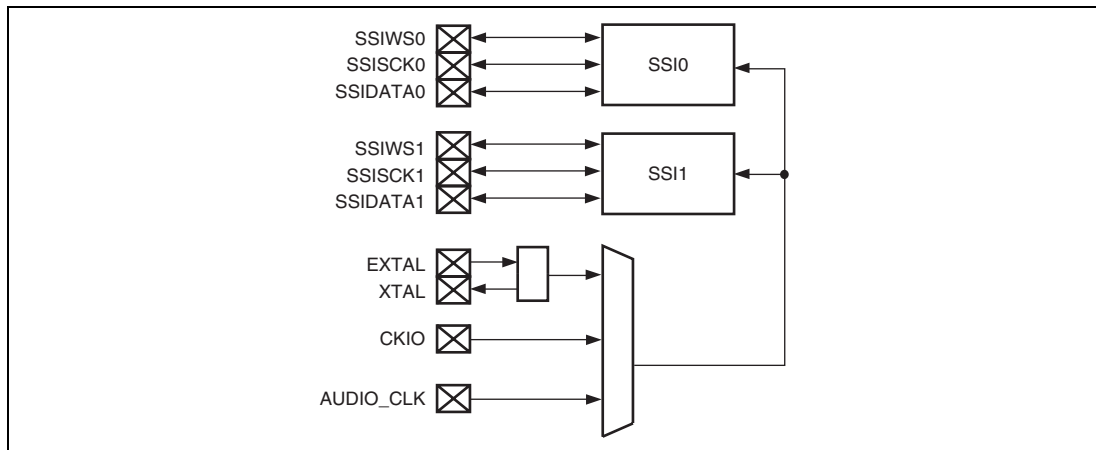 SSIWS0
SSISCK0
SSIDATA0
SSI0
SSIWS1
SSISCK1
SSIDATA1
SSI1
EXTAL
XTAL
CKIO
AUDIO_CLK